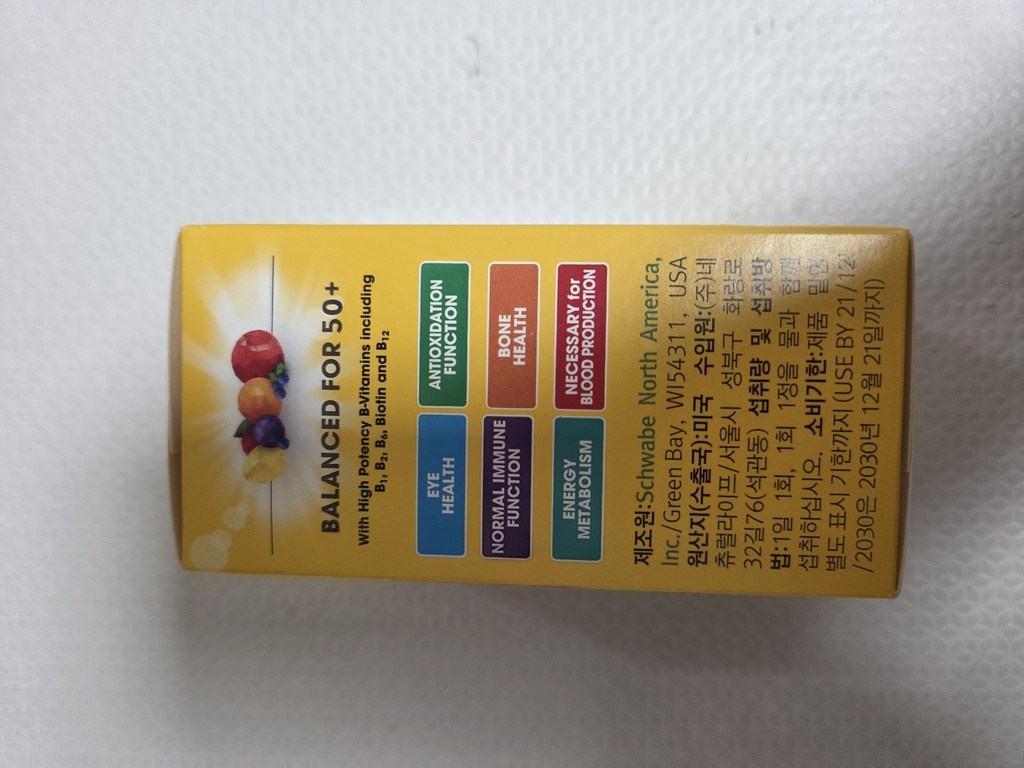 BALANCED FOR 50+
With High Potency B-Vitamins including
B₁, B₂, B₆, Biotin and B₁₂
EYE
HEALTH
ANTIOXIDATION
FUNCTION
NORMAL IMMUNE
FUNCTION
BONE
HEALTH
ENERGY
METABOLISM
NECESSARY for
BLOOD PRODUCTION
제조원:Schwabe North America,
Inc./Green Bay, WI54311, USA
원산지(수출국):미국 수입원:(주)네
츄럴라이프/서울시 성북구 화랑로
32길76(석관동) 섭취량 및 섭취방
법:1일 1회, 1회 1정을 물과 함께
섭취하십시오. 소비기한:제품 밑면
별도 표시 기한까지 (USE BY 21/12
/2030은 2030년 12월 21일까지)